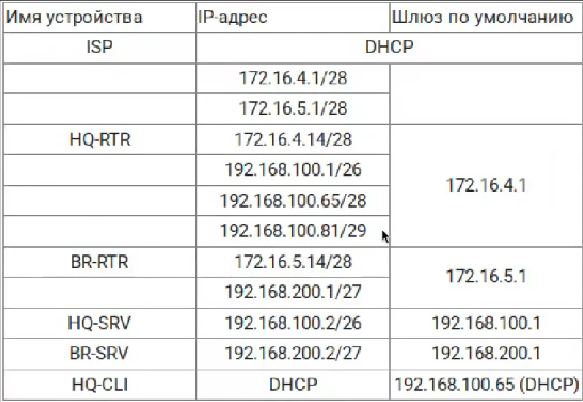 Имя устройства IP-адрес Шлюз по умолчанию
ISP DHCP
172.16.4.1/28
172.16.5.1/28
HQ-RTR 172.16.4.14/28
192.168.100.1/26
172.16.4.1
192.168.100.65/28
192.168.100.81/29
BR-RTR 172.16.5.14/28
172.16.5.1
192.168.200.1/27
HQ-SRV 192.168.100.2/26 192.168.100.1
BR-SRV 192.168.200.2/27 192.168.200.1
HQ-CLI DHCP 192.168.100.65 (DHCP)